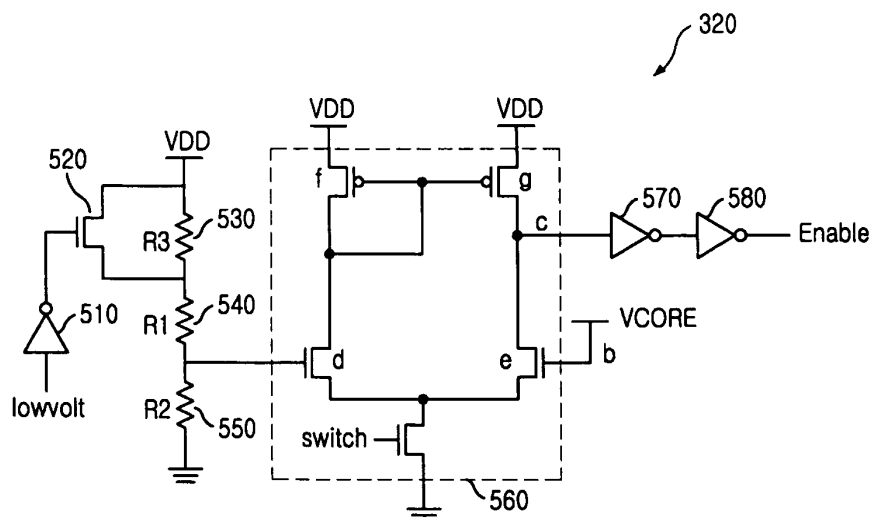 320
VDD
VDD
VDD
520
f
g
570
580
530
R3
c
Enable
510
540
R1
VCORE
d
e
b
lowvolt
R2
550
switch
560